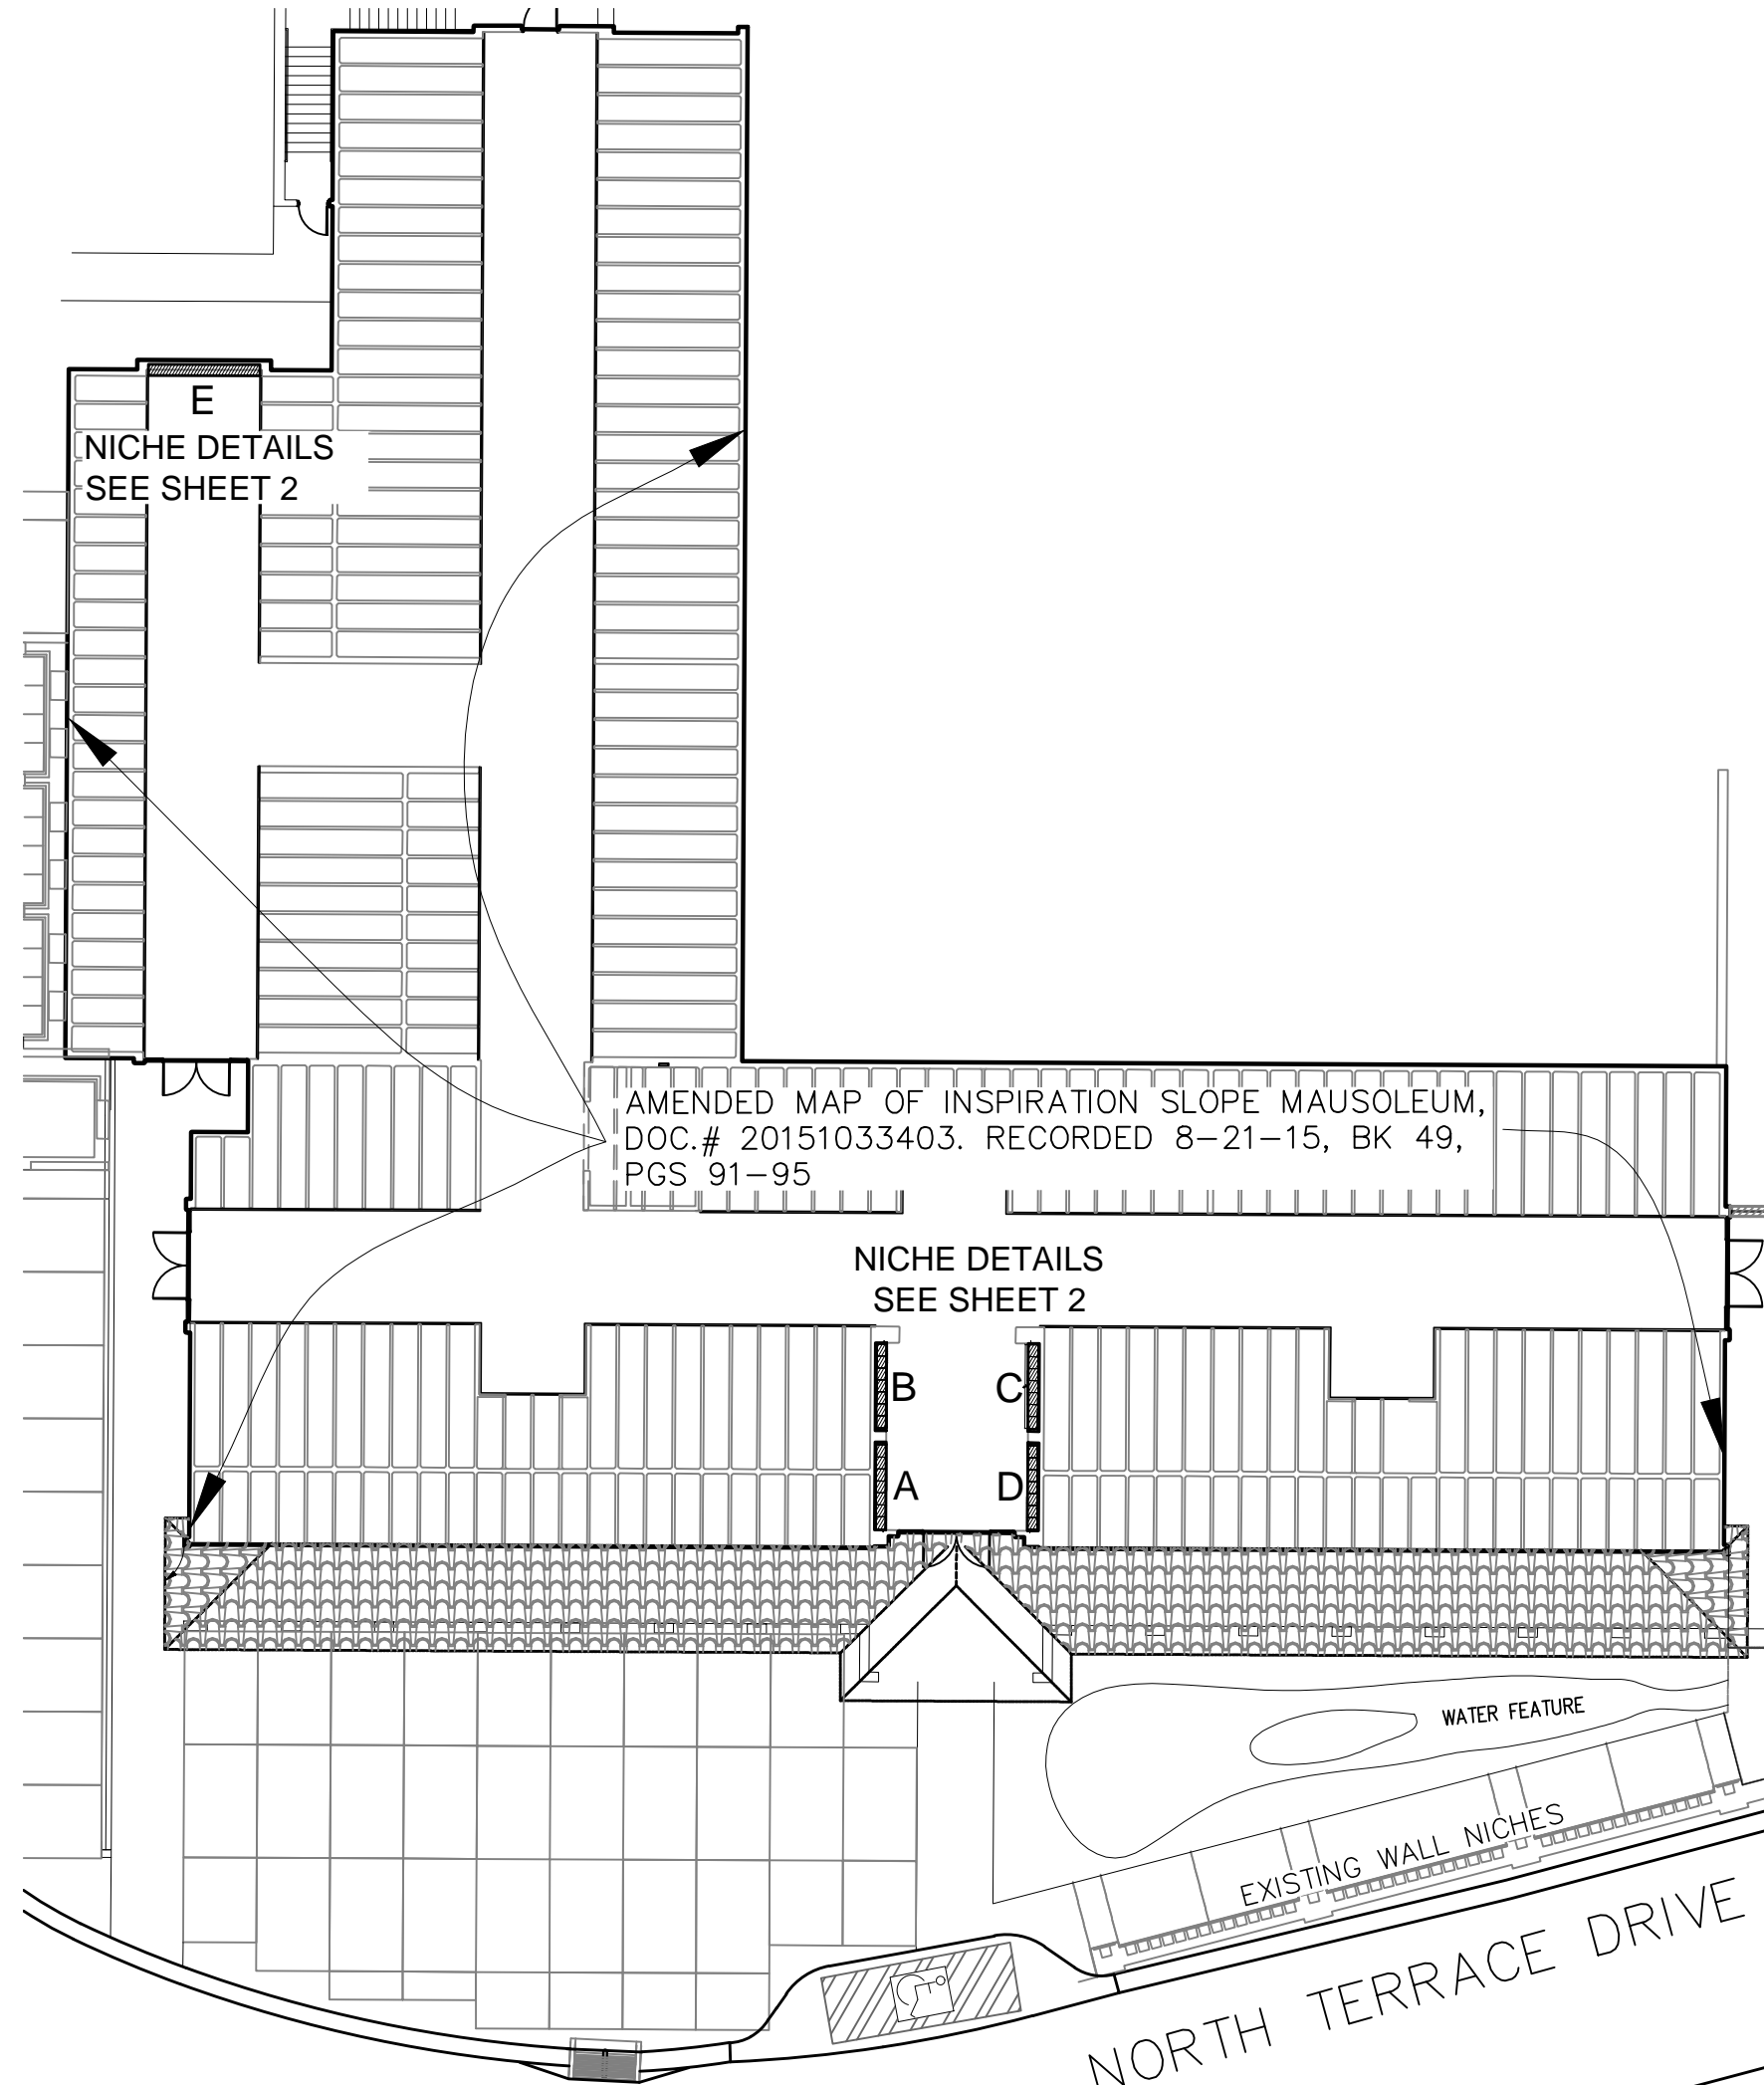 E
NICHE DETAILS
SEE SHEET 2
AMENDED MAP OF INSPIRATION SLOPE MAUSOLEUM,
DOC.# 20151033403. RECORDED 8-21-15, BK 49,
PGS 91-95
NICHE DETAILS
SEE SHEET 2
B
C
A
D
WATER FEATURE
EXISTING WALL NICHES
NORTH TERRACE DRIVE